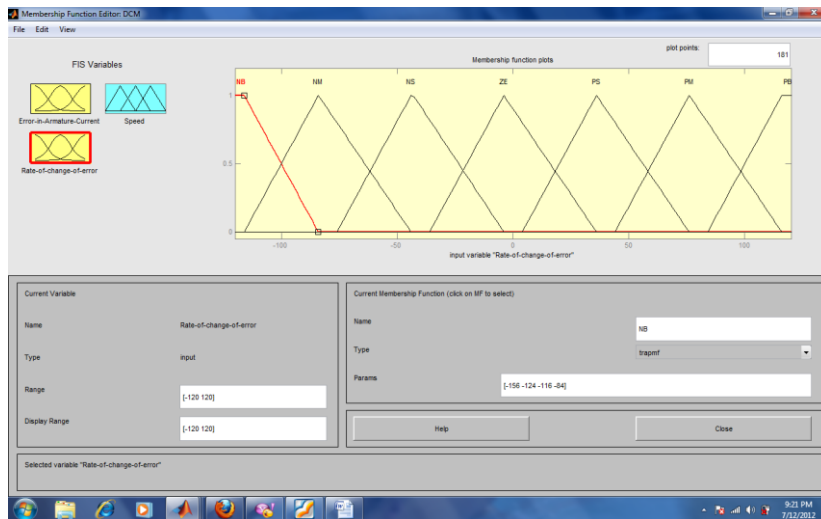 Membership Function Editor: DCM
File Edit View
FIS Variables
Error-in-Armature-Current Speed
Rate-of-change-of-error
plot points: 181
Membership function plots
NB NM NS ZE PS PM PB
1
0.5
0
-100 -50 0 50 100
input variable "Rate-of-change-of-error"
Current Variable
Name Rate-of-change-of-error
Type input
Range [-120 120]
Display Range [-120 120]
Current Membership Function (click on MF to select)
Name NB
Type trapmf
Params [-156 -124 -116 -84]
Help Close
Selected variable "Rate-of-change-of-error"
9:21 PM
7/12/2012